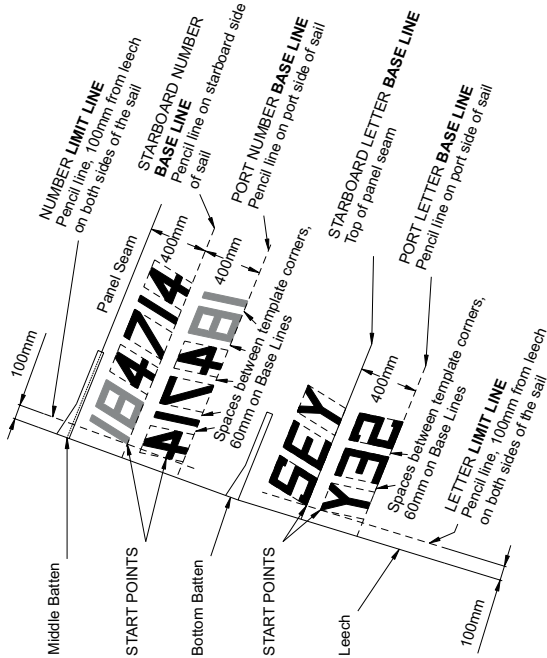 100mm
NUMBER LIMIT LINE
Pencil line, 100mm from leech
on both sides of the sail
Panel Seam
STARBOARD NUMBER
BASE LINE
Pencil line on starboard side
of sail
PORT NUMBER BASE LINE
Pencil line on port side of sail
Middle Batten
184714
400mm
START POINTS
417481
400mm
Spaces between template corners,
60mm on Base Lines
Bottom Batten
STARBOARD LETTER BASE LINE
Top of panel seam
PORT LETTER BASE LINE
Pencil line on port side of sail
START POINTS
SEY
Y32
400mm
Spaces between template corners,
60mm on Base Lines
Leech
LETTER LIMIT LINE
Pencil line, 100mm from leech
on both sides of the sail
100mm